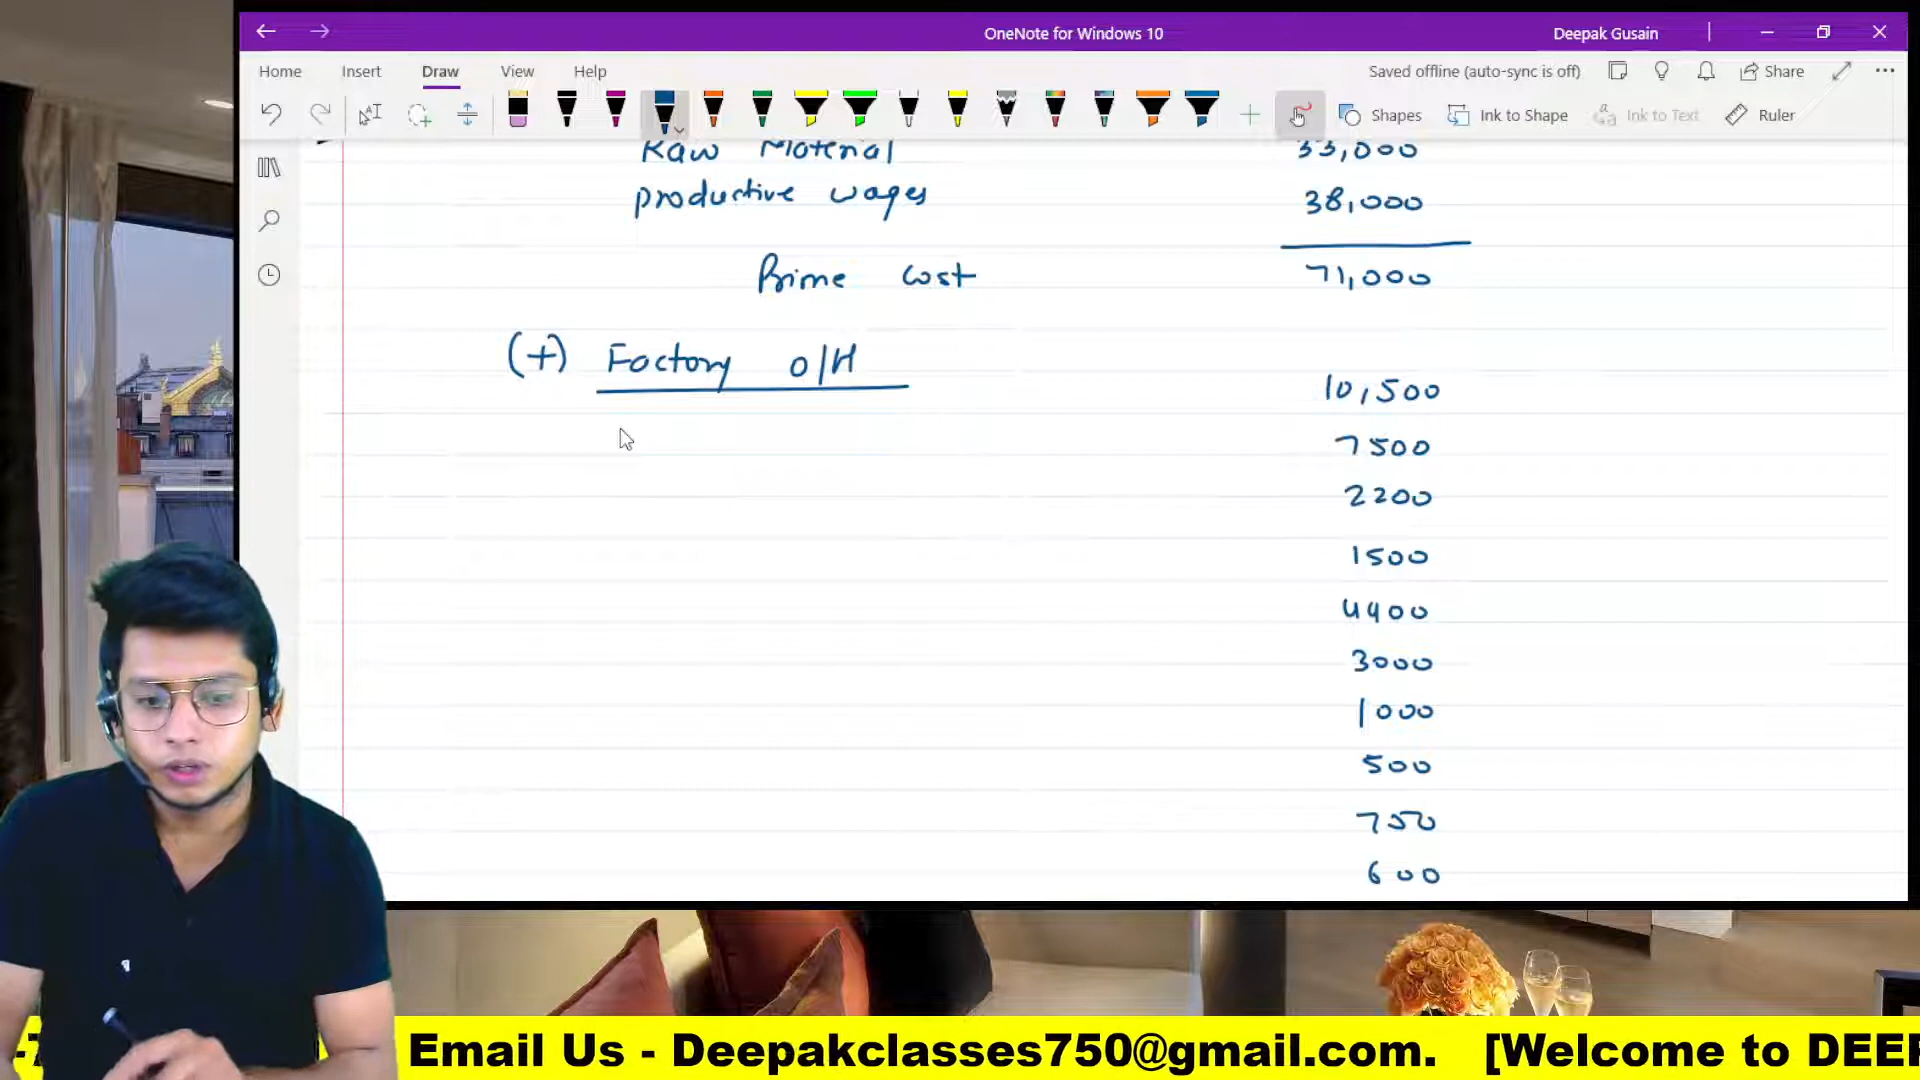 OneNote for Windows 10
Deepak Gusain
Home Insert Draw View Help
Saved offline (auto-sync is off)
Share
Shapes
Ink to Shape
Ink to Text
Ruler
Raw Material 33,000
productive wages 38,000
Prime cost 71,000
(+) Factory O/H
10,500
7500
2200
1500
4400
3000
1000
500
750
600
Email Us - Deepakclasses750@gmail.com. [Welcome to